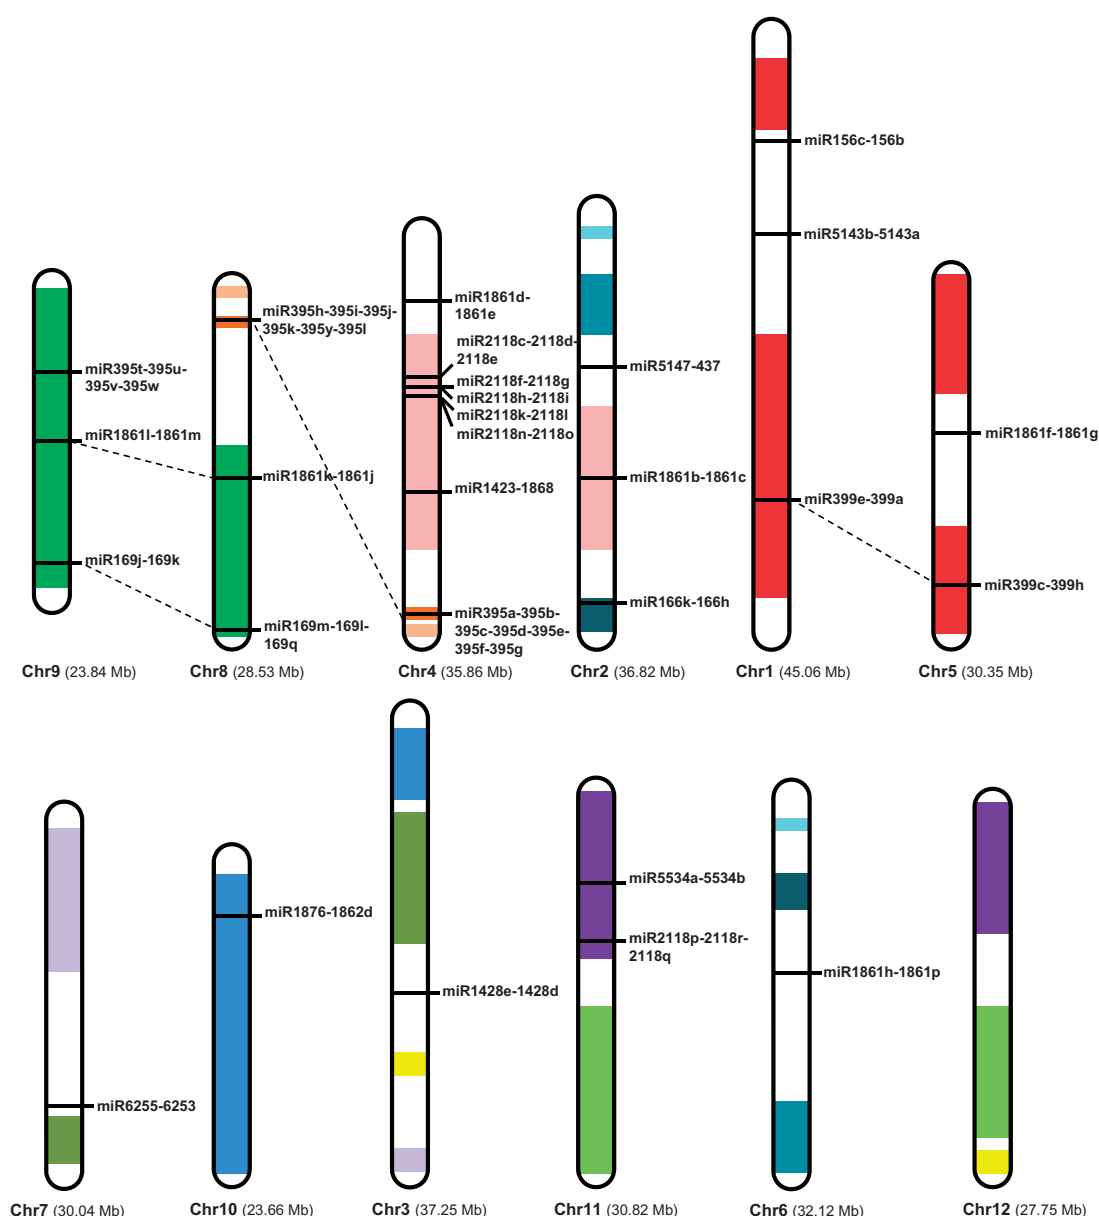 miR156c-156b
miR5143b-5143a
miR395h-395i-395j-
395k-395y-395l
miR1861d-
1861e
miR2118c-2118d-
2118e
miR2118f-2118g
miR2118h-2118i
miR2118k-2118l
miR2118n-2118o
miR5147-437
miR395t-395u-
395v-395w
miR1861l-1861m
miR1861k-1861j
miR1423-1868
miR1861b-1861c
miR399e-399a
miR1861f-1861g
miR169j-169k
miR169m-169l-
169q
miR395a-395b-
395c-395d-395e-
395f-395g
miR166k-166h
miR399c-399h
Chr9 (23.84 Mb)
Chr8 (28.53 Mb)
Chr4 (35.86 Mb)
Chr2 (36.82 Mb)
Chr1 (45.06 Mb)
Chr5 (30.35 Mb)
miR6255-6253
miR1876-1862d
miR1428e-1428d
miR5534a-5534b
miR2118p-2118r-
2118q
miR1861h-1861p
Chr7 (30.04 Mb)
Chr10 (23.66 Mb)
Chr3 (37.25 Mb)
Chr11 (30.82 Mb)
Chr6 (32.12 Mb)
Chr12 (27.75 Mb)